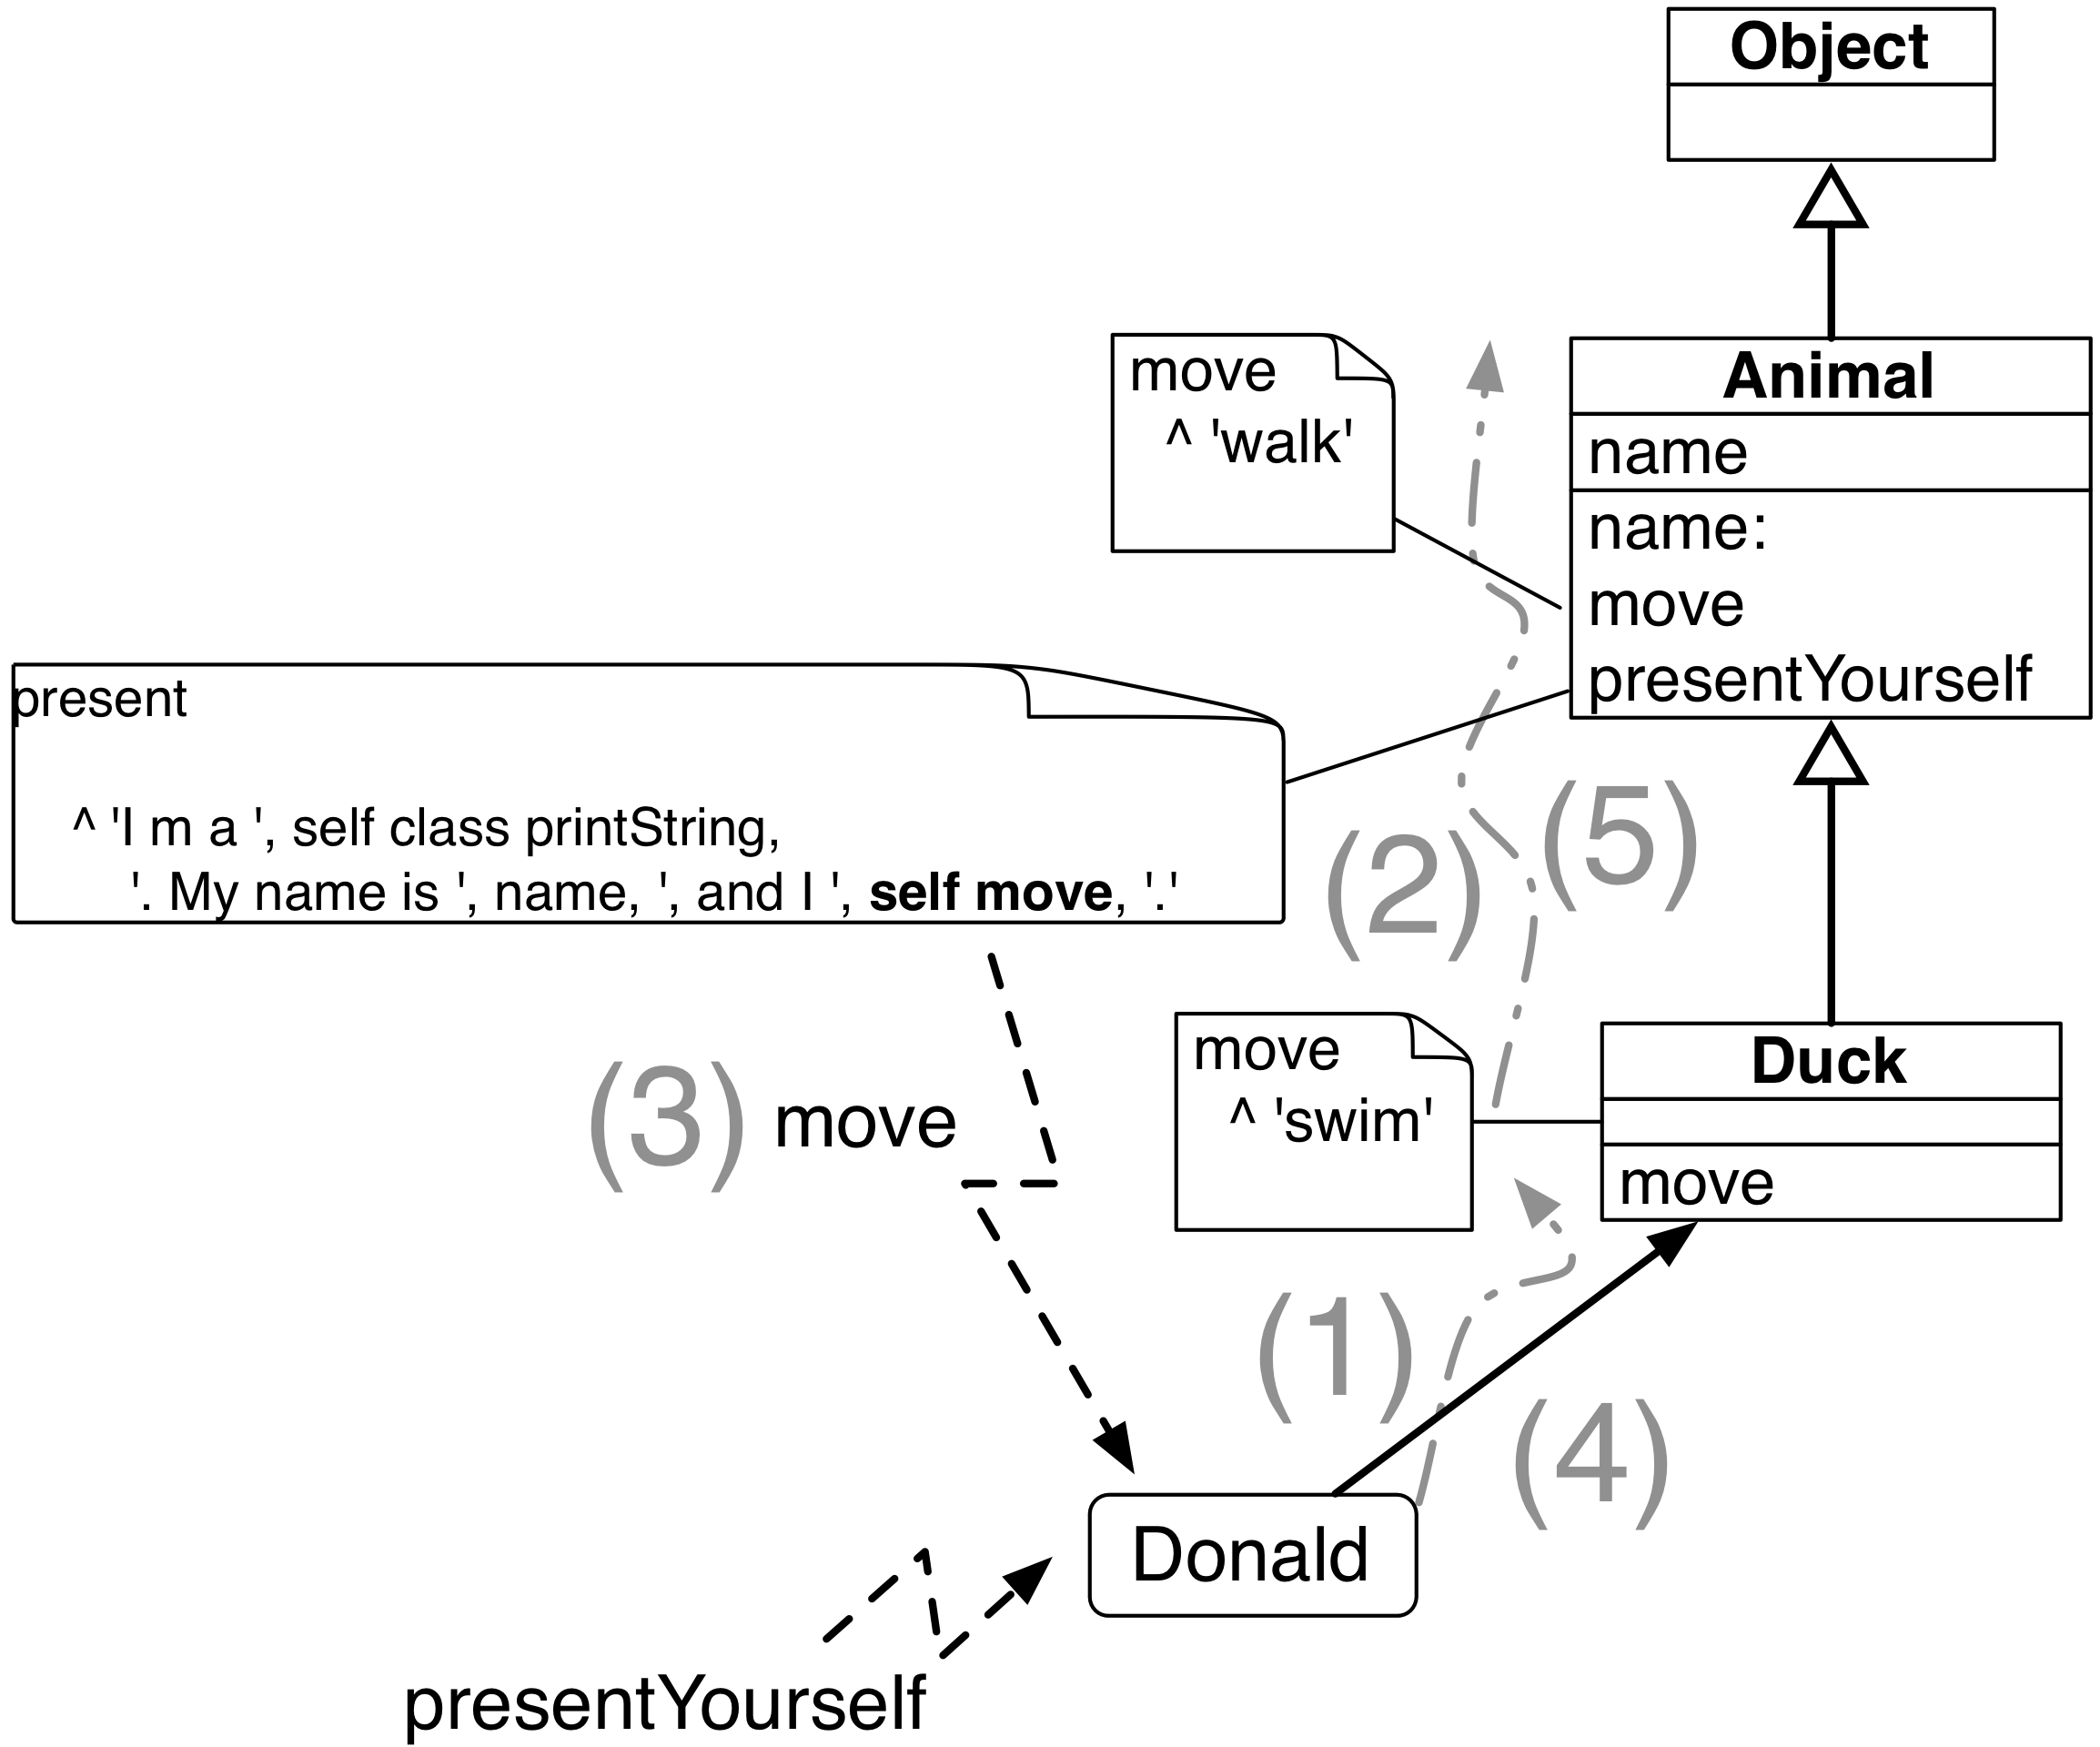 Object
Animal
name
name:
move
presentYourself
move
^ 'walk'
present
^ 'I m a ', self class printString,
'. My name is ', name, ', and I ', self move, '.'
(2)
(5)
Duck
move
move
^ 'swim'
(3) move
(1)
(4)
Donald
presentYourself